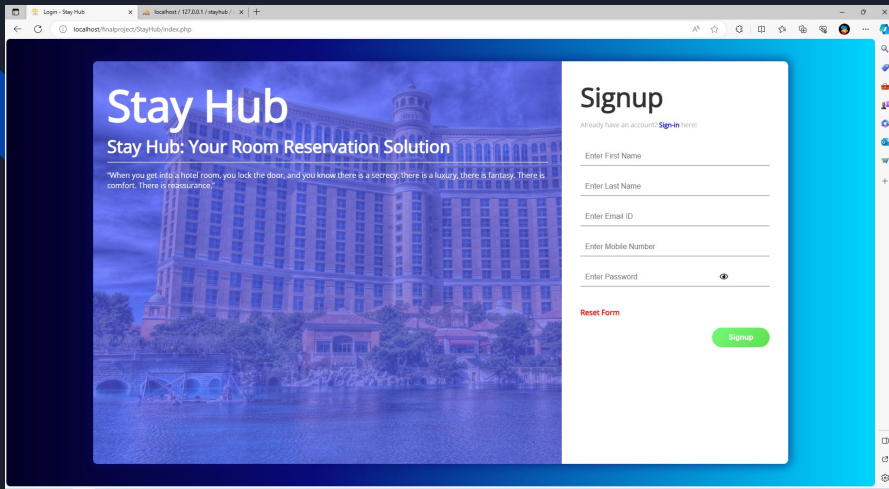 Login - Stay Hub
localhost / 127.0.0.1 / stayhub /
localhost/finalproject/StayHub/index.php
Stay Hub
Stay Hub: Your Room Reservation Solution
"When you get into a hotel room, you lock the door, and you know there is a secrecy, there is a luxury, there is fantasy. There is
comfort. There is reassurance."
Signup
Already have an account? Sign-in here!
Enter First Name
Enter Last Name
Enter Email ID
Enter Mobile Number
Enter Password
Reset Form
Signup